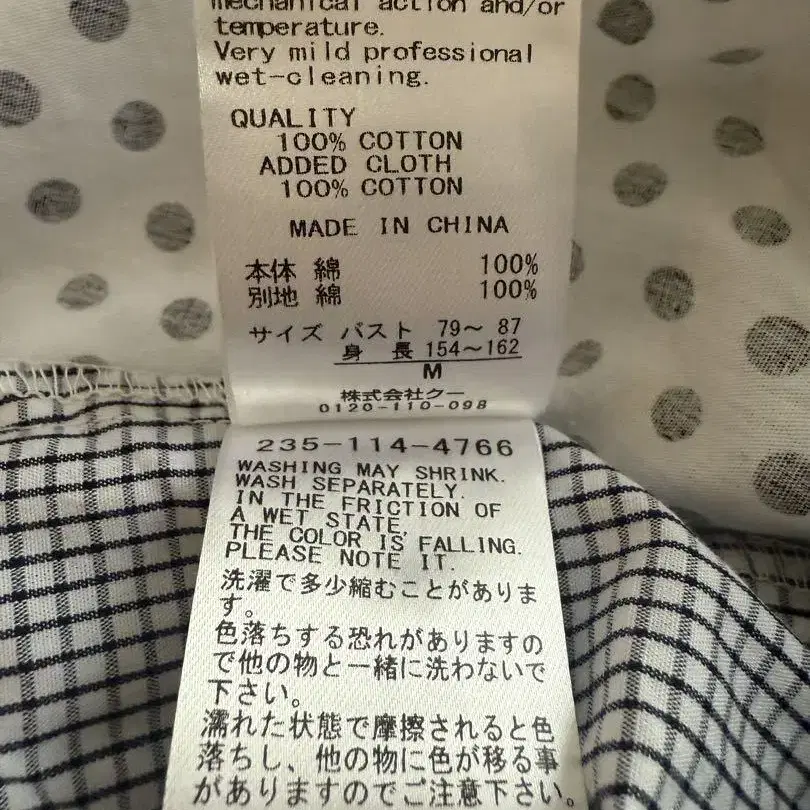 mechanical action and/or
temperature.
Very mild professional
wet-cleaning.
QUALITY
100% COTTON
ADDED CLOTH
100% COTTON
MADE IN CHINA
本体 綿 100%
別地 綿 100%
サイズ バスト 79～ 87
身 長 154～162
M
株式会社クー
0120-110-098
235-114-4766
WASHING MAY SHRINK.
WASH SEPARATELY.
IN THE FRICTION OF
A WET STATE,
THE COLOR IS FALLING.
PLEASE NOTE IT.
洗濯で多少縮むことがありま
す。
色落ちする恐れがありますの
で他の物と一緒に洗わないで
下さい。
濡れた状態で摩擦されると色
落ちし、他の物に色が移る事
がありますのでご注意下さい。